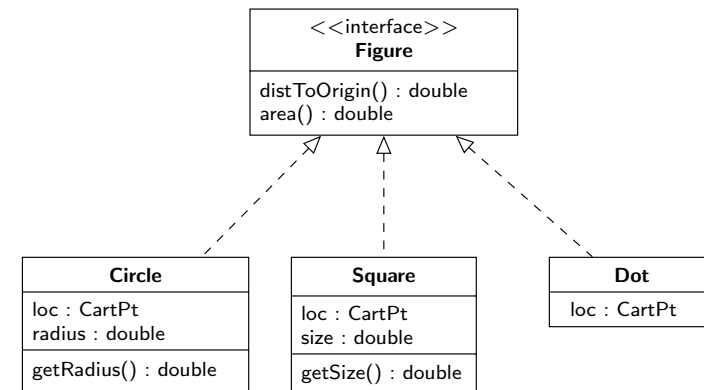 <<interface>>
Figure
distToOrigin() : double
area() : double
Circle
loc : CartPt
radius : double
getRadius() : double
Square
loc : CartPt
size : double
getSize() : double
Dot
loc : CartPt